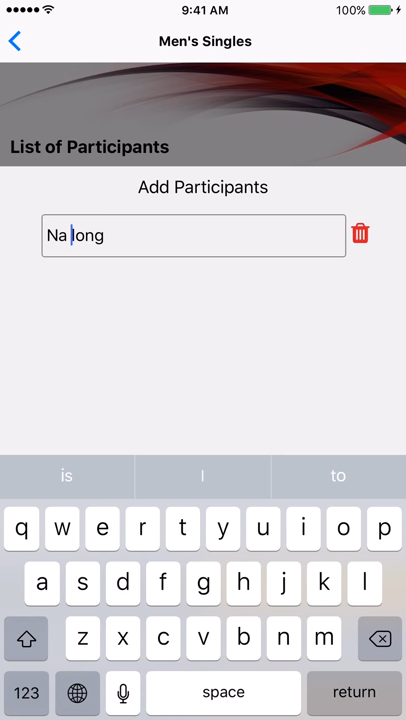 9:41 AM
100%
Men's Singles
List of Participants
Add Participants
Na long
is I to
q w e r t y u i o p
a s d f g h j k l
z x c v b n m
123 space return